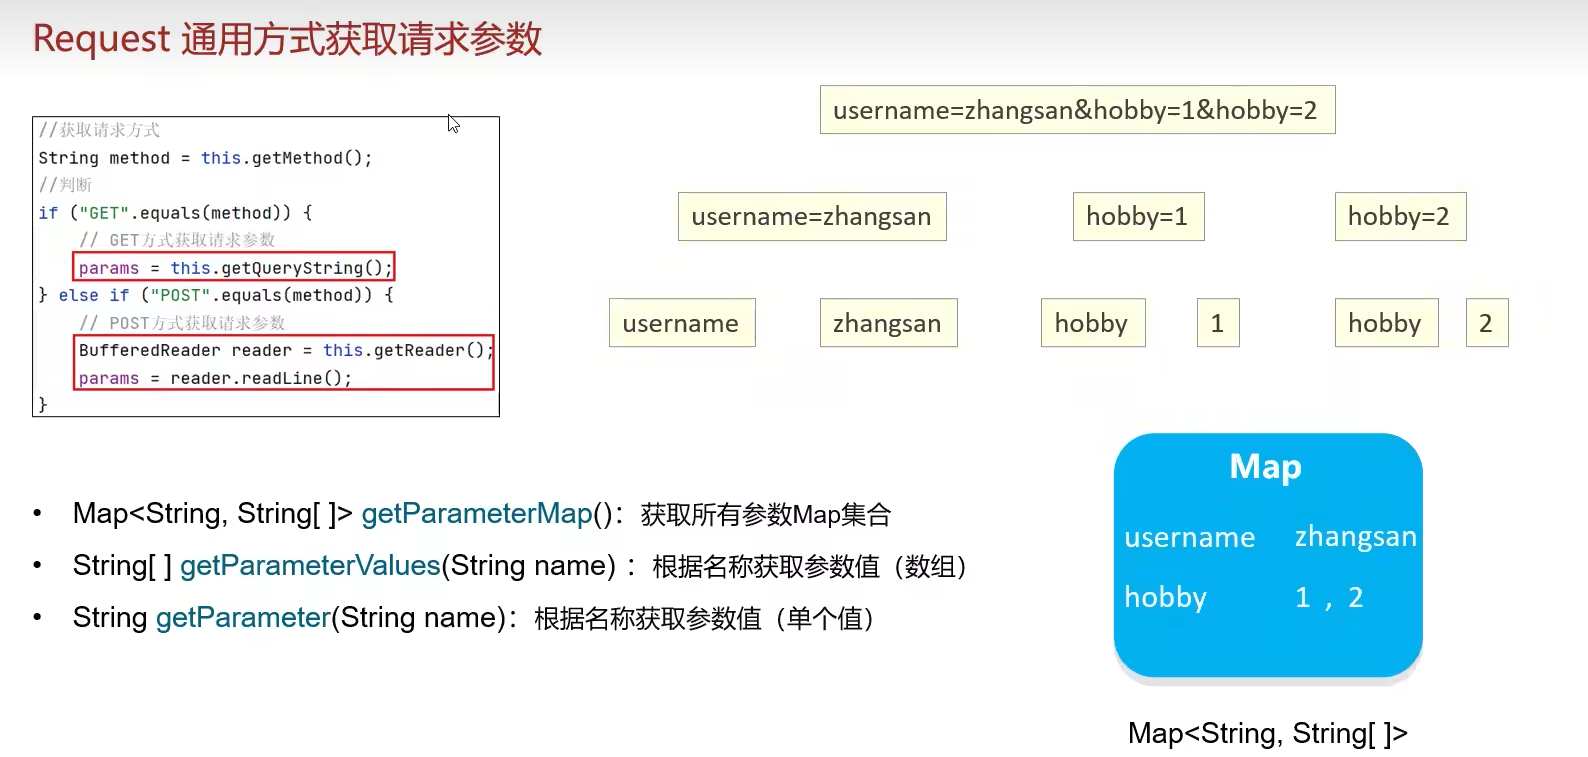 Request 通用方式获取请求参数
//获取请求方式
String method = this.getMethod();
//判断
if ("GET".equals(method)) {
// GET方式获取请求参数
params = this.getQueryString();
} else if ("POST".equals(method)) {
// POST方式获取请求参数
BufferedReader reader = this.getReader();
params = reader.readLine();
}
username=zhangsan&hobby=1&hobby=2
username=zhangsan hobby=1 hobby=2
username zhangsan hobby 1 hobby 2
• Map<String, String[ ]> getParameterMap()：获取所有参数Map集合
• String[ ] getParameterValues(String name) ：根据名称获取参数值（数组）
• String getParameter(String name)：根据名称获取参数值（单个值）
Map
username zhangsan
hobby 1 , 2
Map<String, String[ ]>